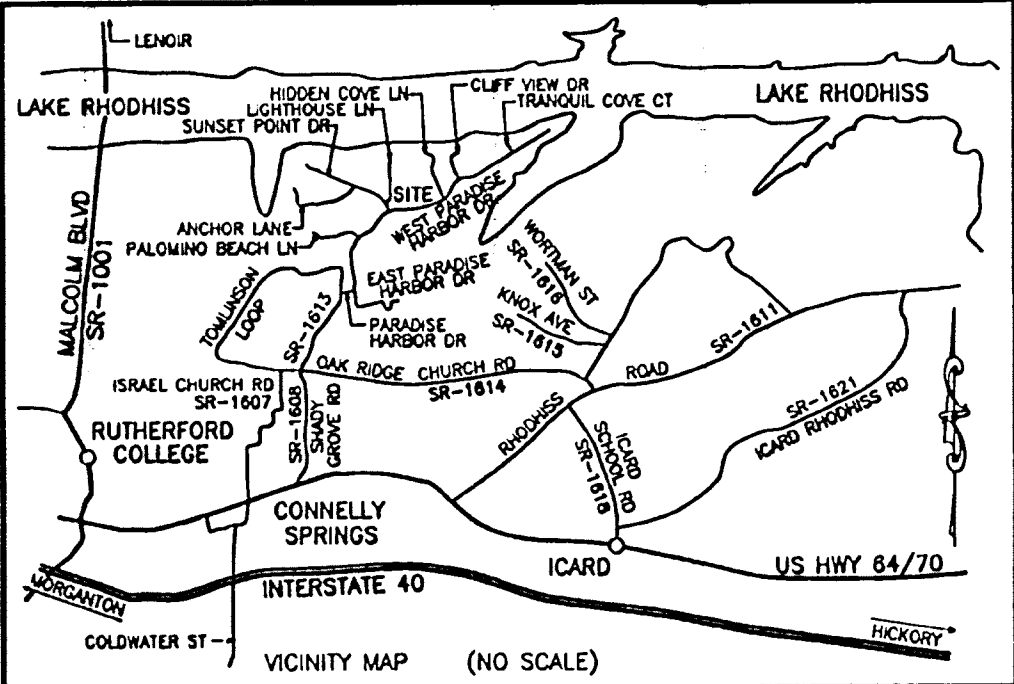 LENOIR
LAKE RHODHISS
HIDDEN COVE LN
LIGHTHOUSE LN
SUNSET POINT DR
CLIFF VIEW DR
TRANQUIL COVE CT
LAKE RHODHISS
MALCOLM BLVD
SR-1001
ANCHOR LANE
PALOMINO BEACH LN
SITE
WEST PARADISE
HARBOR DR
EAST PARADISE
HARBOR DR
PARADISE
HARBOR DR
TOMLINSON
LOOP
SR-1613
WORTMAN ST
SR-1616
KNOX AVE
SR-1615
SR-1611
OAK RIDGE CHURCH RD
SR-1614
RHODHISS ROAD
ISRAEL CHURCH RD
SR-1607
SR-1608
SHADY
GROVE RD
ICARD
SCHOOL RD
SR-1618
SR-1621
ICARD RHODHISS RD
RUTHERFORD
COLLEGE
CONNELLY
SPRINGS
ICARD
US HWY 64/70
MORGANTON
INTERSTATE 40
HICKORY
COLDWATER ST
VICINITY MAP (NO SCALE)